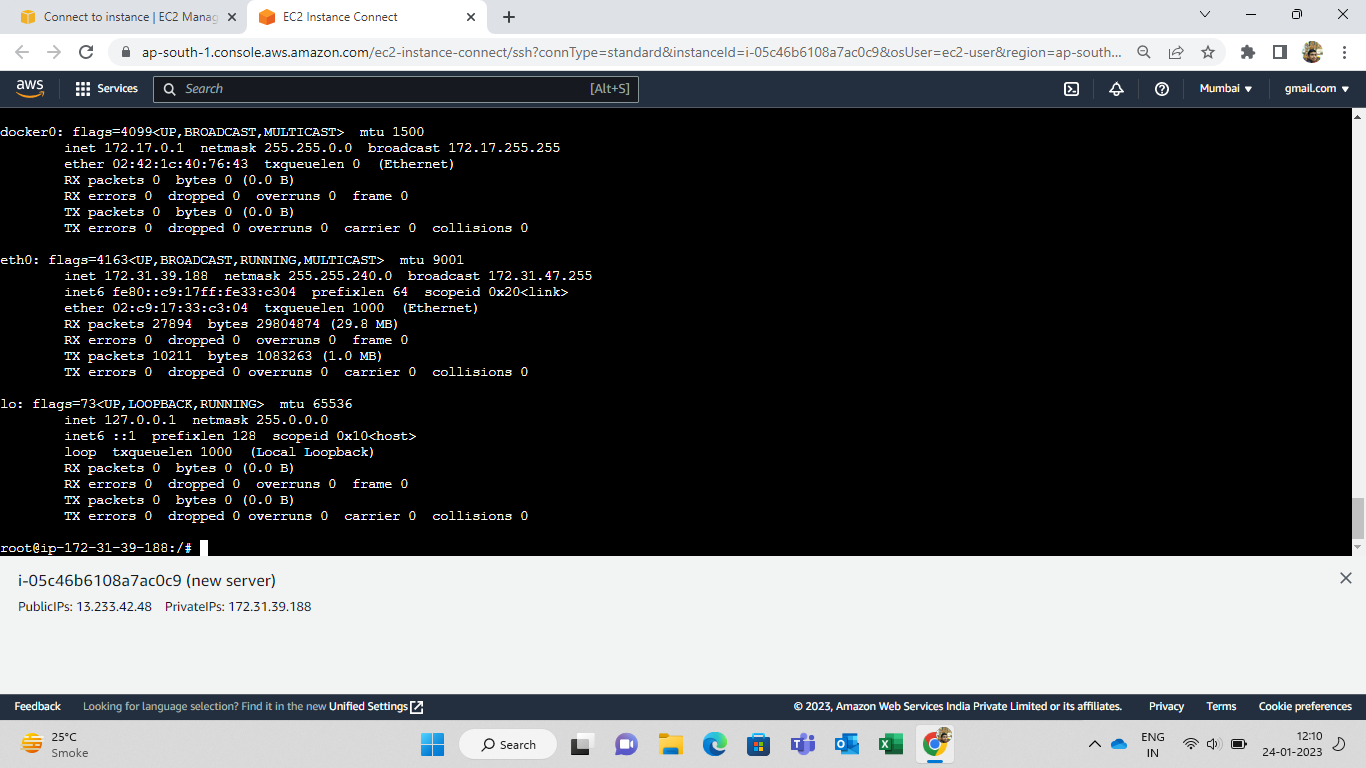 Connect to instance | EC2 Manag
EC2 Instance Connect
ap-south-1.console.aws.amazon.com/ec2-instance-connect/ssh?connType=standard&instanceId=i-05c46b6108a7ac0c9&osUser=ec2-user&region=ap-south...
aws
Services
Search
[Alt+S]
Mumbai
gmail.com
docker0: flags=4099<UP,BROADCAST,MULTICAST>  mtu 1500
inet 172.17.0.1  netmask 255.255.0.0  broadcast 172.17.255.255
ether 02:42:1c:40:76:43  txqueuelen 0  (Ethernet)
RX packets 0  bytes 0 (0.0 B)
RX errors 0  dropped 0  overruns 0  frame 0
TX packets 0  bytes 0 (0.0 B)
TX errors 0  dropped 0 overruns 0  carrier 0  collisions 0
eth0: flags=4163<UP,BROADCAST,RUNNING,MULTICAST>  mtu 9001
inet 172.31.39.188  netmask 255.255.240.0  broadcast 172.31.47.255
inet6 fe80::c9:17ff:fe33:c304  prefixlen 64  scopeid 0x20<link>
ether 02:c9:17:33:c3:04  txqueuelen 1000  (Ethernet)
RX packets 27894  bytes 29804874 (29.8 MB)
RX errors 0  dropped 0  overruns 0  frame 0
TX packets 10211  bytes 1083263 (1.0 MB)
TX errors 0  dropped 0 overruns 0  carrier 0  collisions 0
lo: flags=73<UP,LOOPBACK,RUNNING>  mtu 65536
inet 127.0.0.1  netmask 255.0.0.0
inet6 ::1  prefixlen 128  scopeid 0x10<host>
loop  txqueuelen 1000  (Local Loopback)
RX packets 0  bytes 0 (0.0 B)
RX errors 0  dropped 0  overruns 0  frame 0
TX packets 0  bytes 0 (0.0 B)
TX errors 0  dropped 0 overruns 0  carrier 0  collisions 0
root@ip-172-31-39-188:/#
i-05c46b6108a7ac0c9 (new server)
PublicIPs: 13.233.42.48    PrivateIPs: 172.31.39.188
Feedback
Looking for language selection? Find it in the new Unified Settings
© 2023, Amazon Web Services India Private Limited or its affiliates.
Privacy
Terms
Cookie preferences
25°C
Smoke
Search
ENG
IN
12:10
24-01-2023